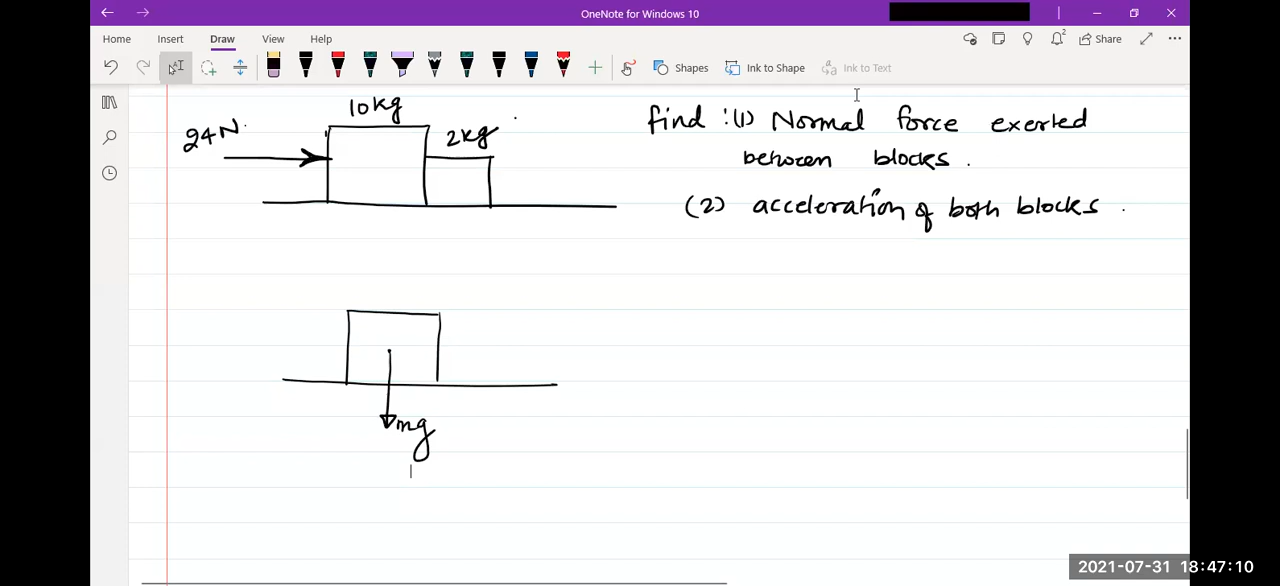 OneNote for Windows 10
Home Insert Draw View Help
Share
Shapes Ink to Shape Ink to Text
10kg
24N
2kg
find :(1) Normal force exerted
between blocks.
(2) acceleration of both blocks.
mg
2021-07-31 18:47:10